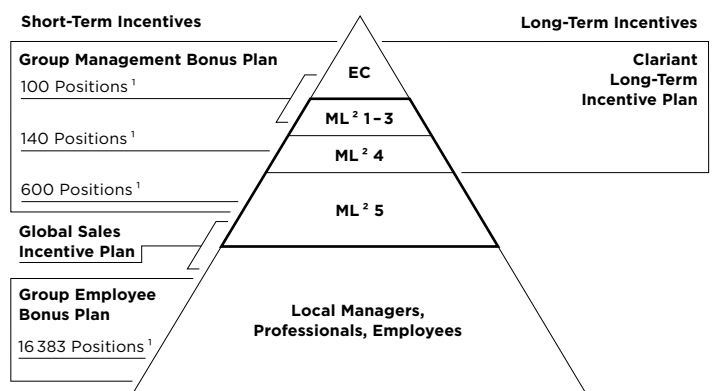 Short-Term Incentives
Long-Term Incentives
Group Management Bonus Plan
100 Positions ¹
140 Positions ¹
600 Positions ¹
Global Sales
Incentive Plan
Group Employee
Bonus Plan
16 383 Positions ¹
EC
ML ² 1–3
ML ² 4
ML ² 5
Local Managers,
Professionals, Employees
Clariant
Long-Term
Incentive Plan